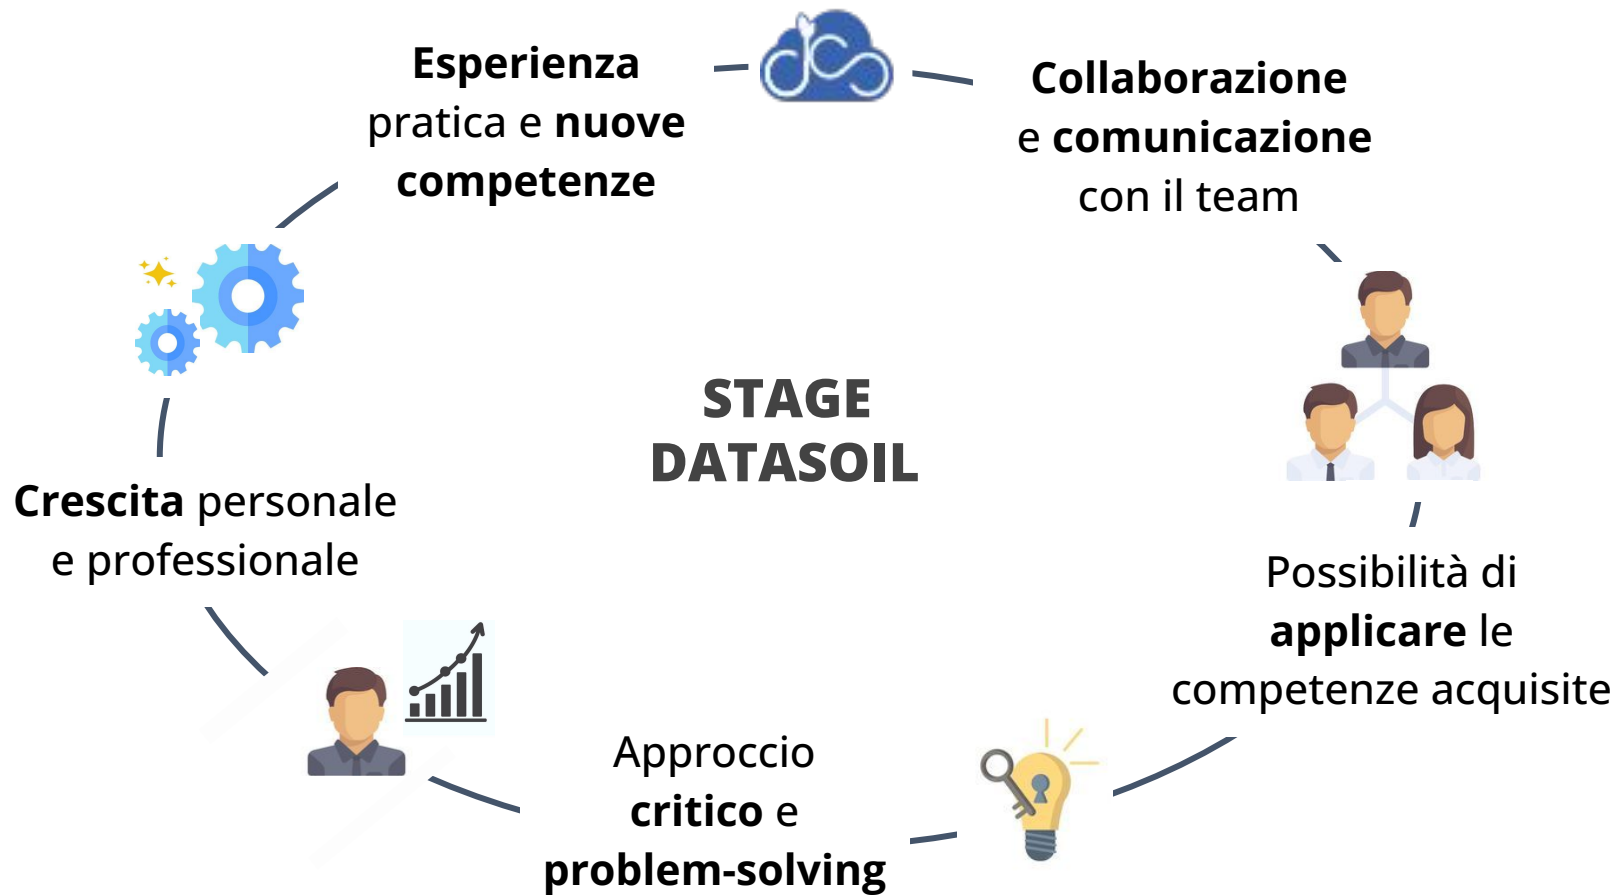 Esperienza
pratica e nuove
competenze
Collaborazione
e comunicazione
con il team
STAGE
DATASOIL
Crescita personale
e professionale
Possibilità di
applicare le
competenze acquisite
Approccio
critico e
problem-solving